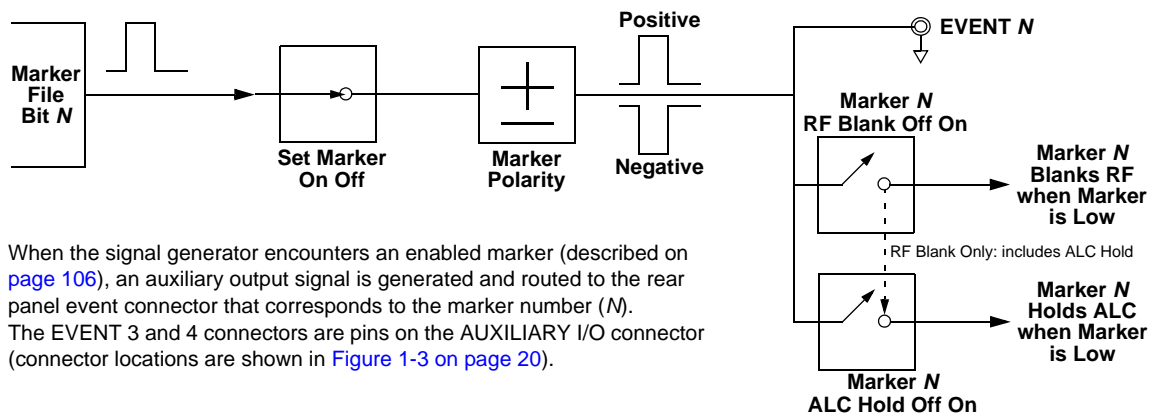 Marker
File
Bit N
Set Marker
On Off
Marker
Polarity
Positive
Negative
EVENT N
Marker N
RF Blank Off On
Marker N
Blanks RF
when Marker
is Low
RF Blank Only: includes ALC Hold
Marker N
Holds ALC
when Marker
is Low
Marker N
ALC Hold Off On
When the signal generator encounters an enabled marker (described on
page 106), an auxiliary output signal is generated and routed to the rear
panel event connector that corresponds to the marker number (N).
The EVENT 3 and 4 connectors are pins on the AUXILIARY I/O connector
(connector locations are shown in Figure 1-3 on page 20).